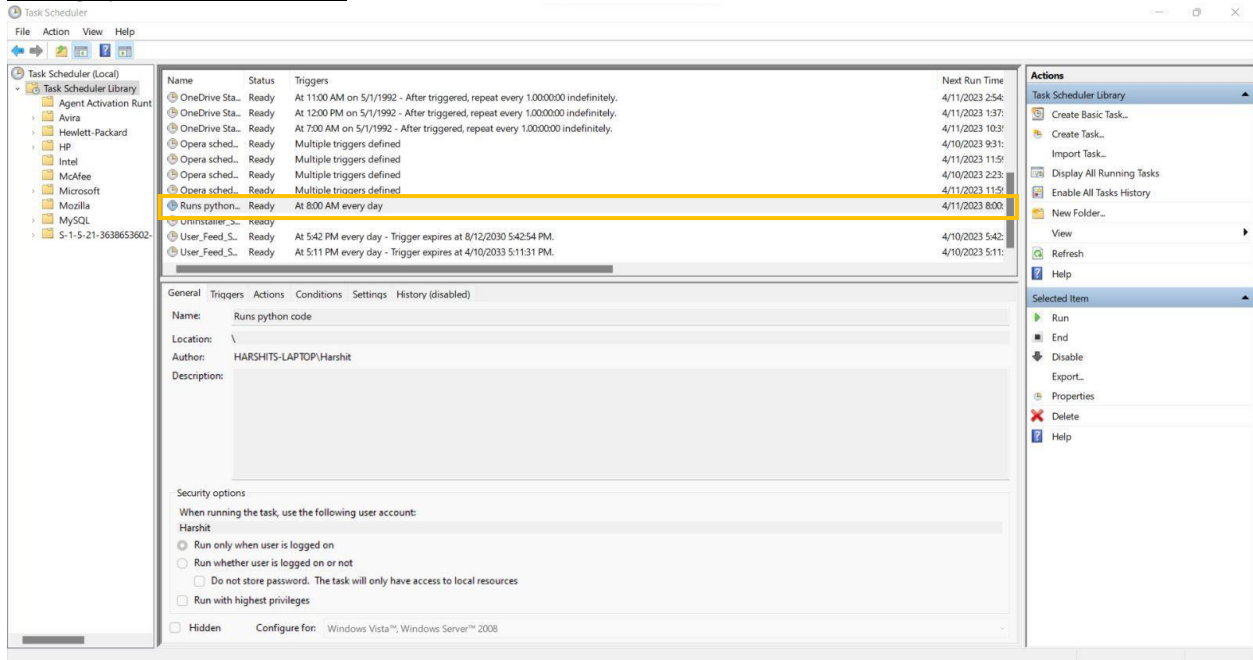 Task Scheduler
File Action View Help
Task Scheduler (Local)
Task Scheduler Library
Agent Activation Runt
Avira
Hewlett-Packard
HP
Intel
McAfee
Microsoft
Mozilla
MySQL
S-1-5-21-3638653602-
Name Status Triggers Next Run Time
OneDrive Sta... Ready At 11:00 AM on 5/1/1992 - After triggered, repeat every 1.00:00:00 indefinitely. 4/11/2023 2:54:
OneDrive Sta... Ready At 12:00 PM on 5/1/1992 - After triggered, repeat every 1.00:00:00 indefinitely. 4/11/2023 1:37:
OneDrive Sta... Ready At 7:00 AM on 5/1/1992 - After triggered, repeat every 1.00:00:00 indefinitely. 4/11/2023 10:3
Opera sched... Ready Multiple triggers defined 4/10/2023 9:31:
Opera sched... Ready Multiple triggers defined 4/11/2023 11:5
Opera sched... Ready Multiple triggers defined 4/10/2023 2:23:
Opera sched... Ready Multiple triggers defined 4/11/2023 11:5
Runs python... Ready At 8:00 AM every day 4/11/2023 8:00:
Uninstaller_S... Ready
User_Feed_S... Ready At 5:42 PM every day - Trigger expires at 8/12/2030 5:42:54 PM. 4/10/2023 5:42:
User_Feed_S... Ready At 5:11 PM every day - Trigger expires at 4/10/2033 5:11:31 PM. 4/10/2023 5:11:
General Triggers Actions Conditions Settings History (disabled)
Name: Runs python code
Location: \
Author: HARSHITS-LAPTOP\Harshit
Description:
Security options
When running the task, use the following user account:
Harshit
Run only when user is logged on
Run whether user is logged on or not
Do not store password. The task will only have access to local resources
Run with highest privileges
Hidden Configure for: Windows Vista™, Windows Server™ 2008
Actions
Task Scheduler Library
Create Basic Task...
Create Task...
Import Task...
Display All Running Tasks
Enable All Tasks History
New Folder...
View
Refresh
Help
Selected Item
Run
End
Disable
Export...
Properties
Delete
Help